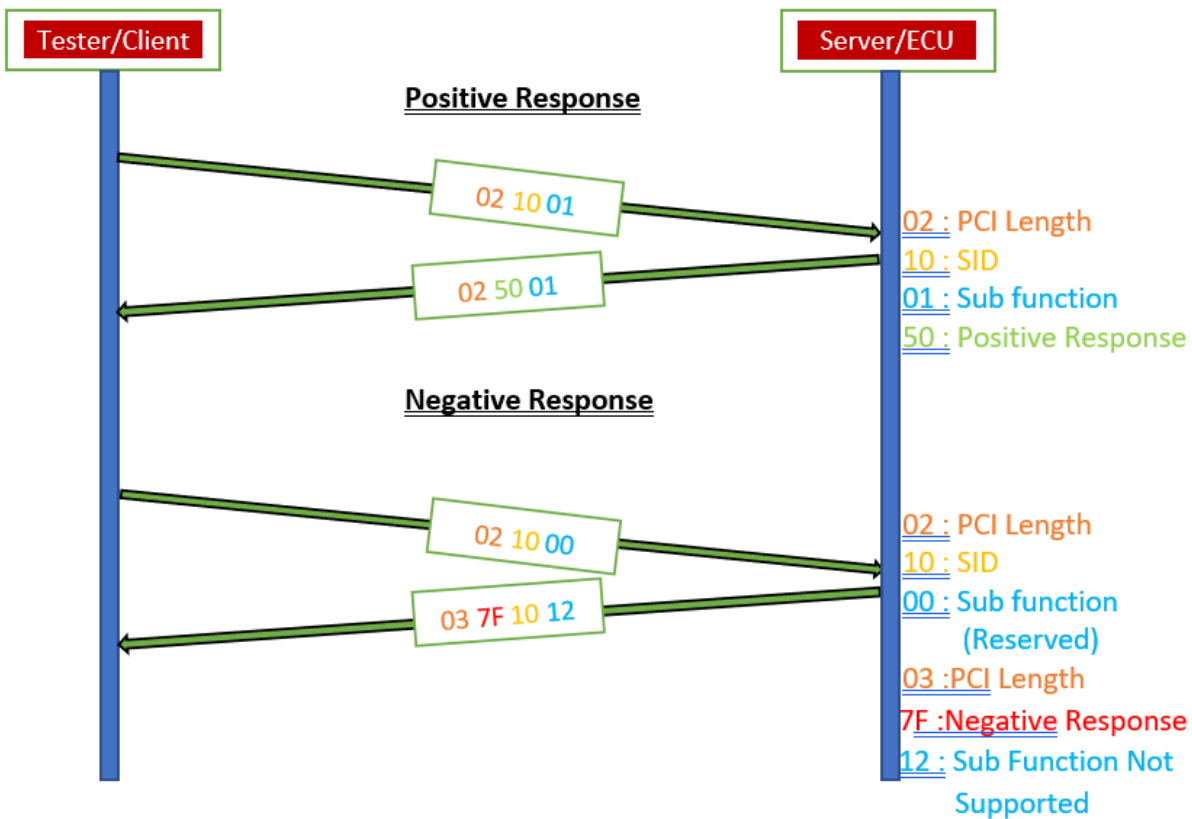 Tester/Client
Server/ECU
Positive Response
02 10 01
02 50 01
02 : PCI Length
10 : SID
01 : Sub function
50 : Positive Response
Negative Response
02 10 00
03 7F 10 12
02 : PCI Length
10 : SID
00 : Sub function
(Reserved)
03 :PCI Length
7F :Negative Response
12 : Sub Function Not
Supported